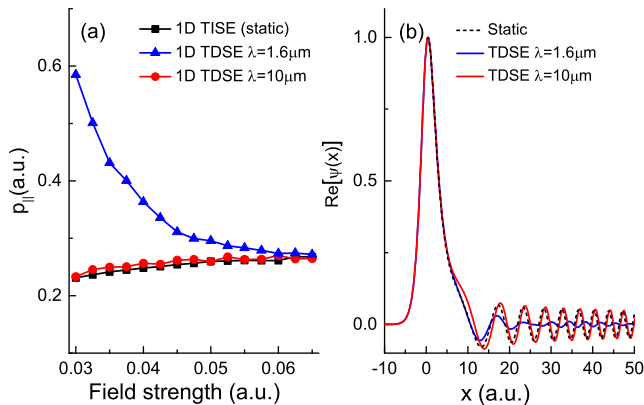 (a)
1D TISE (static)
1D TDSE λ=1.6μm
1D TDSE λ=10μm
p||(a.u.)
0.6
0.4
0.2
0.03 0.04 0.05 0.06
Field strength (a.u.)
(b)
Static
TDSE λ=1.6μm
TDSE λ=10μm
Re[ψ(x)]
1.0
0.5
0.0
-10 0 10 20 30 40 50
x (a.u.)